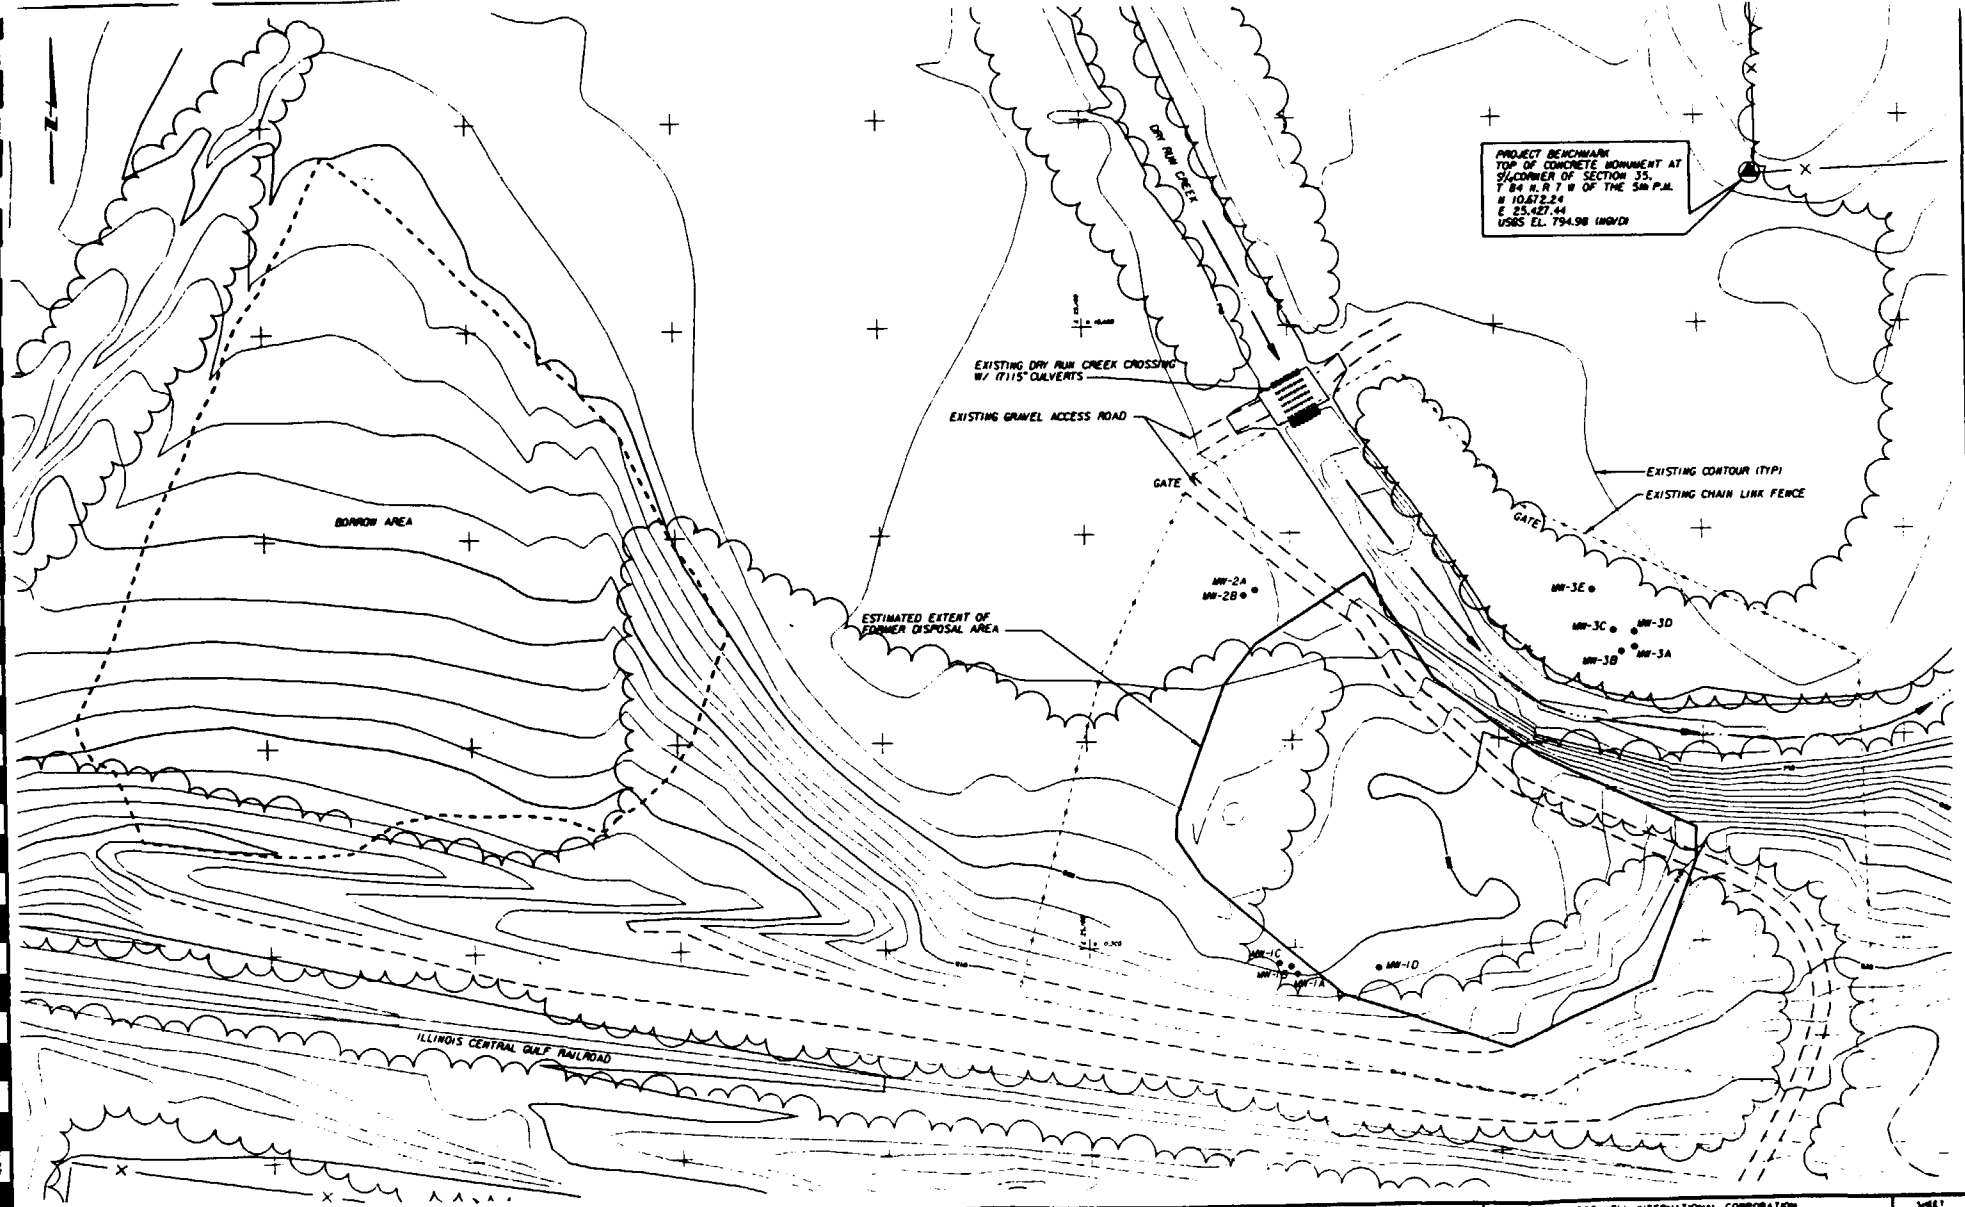 N
DRY RUN CREEK
PROJECT BENCHMARK
TOP OF CONCRETE MONUMENT AT
S¼ CORNER OF SECTION 35,
T 84 N, R 7 W OF THE 5th P.M.
N 10,672.24
E 25,427.44
USGS EL. 794.98 (NGVD)
EXISTING DRY RUN CREEK CROSSING
W/ (7)15" CULVERTS
EXISTING GRAVEL ACCESS ROAD
GATE
EXISTING CONTOUR (TYP)
EXISTING CHAIN LINK FENCE
GATE
BORROW AREA
MW-2A
MW-2B
MW-3E
MW-3C
MW-3D
MW-3B
MW-3A
ESTIMATED EXTENT OF
FORMER DISPOSAL AREA
MW-1C
MW-1B
MW-1A
MW-1D
ILLINOIS CENTRAL GULF RAILROAD
INTERNATIONAL CORPORATION
SHEET